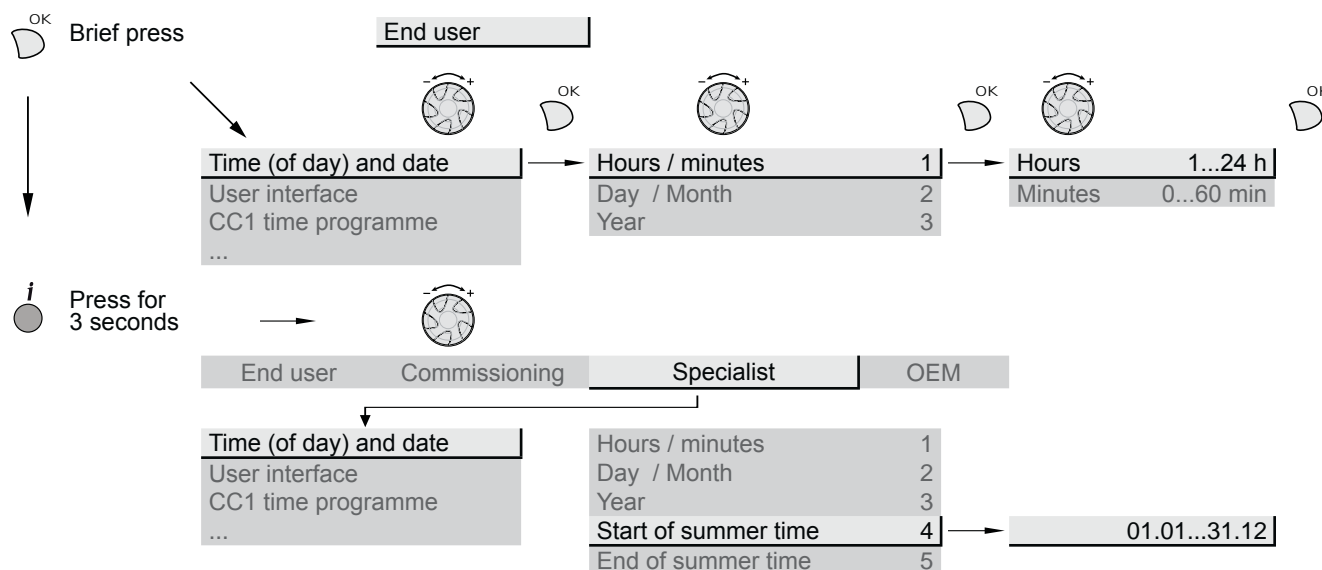 OK
Brief press
End user
- +
- +
- +
OK
OK
OK
Time (of day) and date
Hours / minutes 1
Hours 1...24 h
User interface
Day / Month 2
Minutes 0...60 min
CC1 time programme
Year 3
...
i
Press for
3 seconds
- +
End user Commissioning Specialist OEM
Time (of day) and date
Hours / minutes 1
User interface
Day / Month 2
CC1 time programme
Year 3
...
Start of summer time 4
01.01...31.12
End of summer time 5